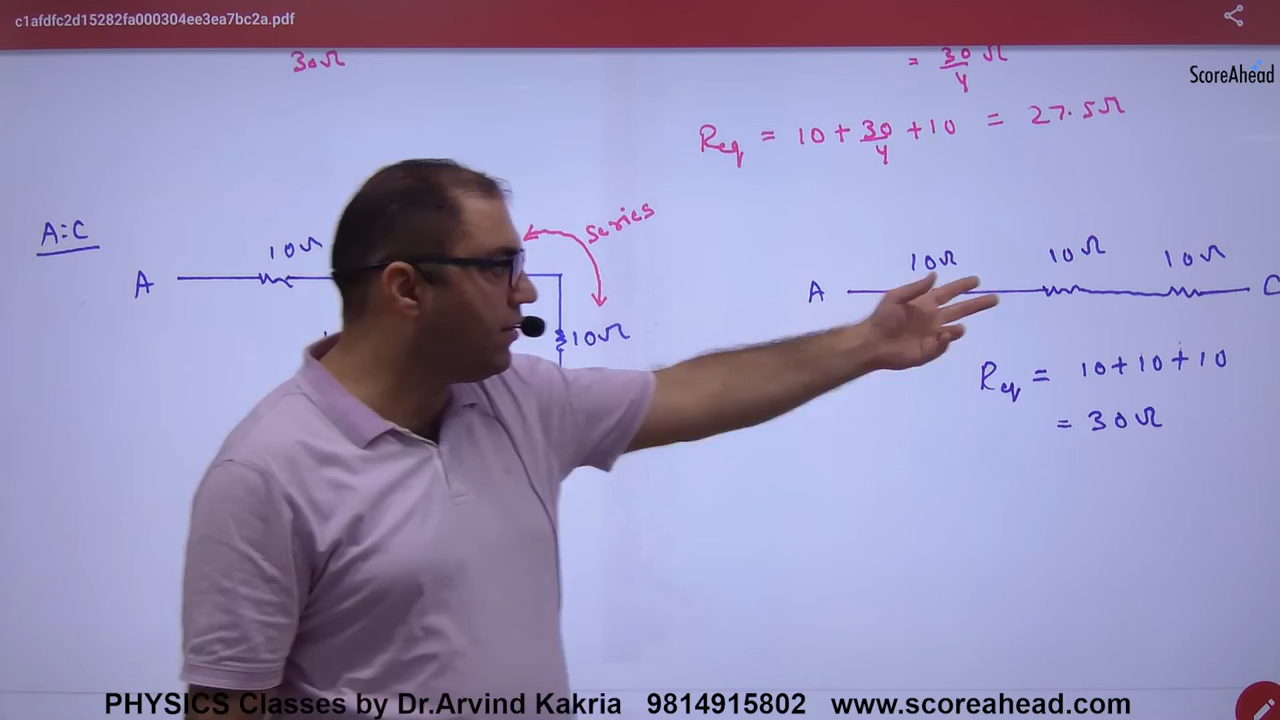 c1afdfc2d15282fa000304ee3ea7bc2a.pdf
ScoreAhead
30Ω
= 30/4 Ω
Req = 10 + 30/4 + 10 = 27.5Ω
A:C
A 10Ω
series
10Ω
A 10Ω 10Ω 10Ω C
Req = 10+10+10
= 30Ω
PHYSICS Classes by Dr.Arvind Kakria 9814915802 www.scoreahead.com